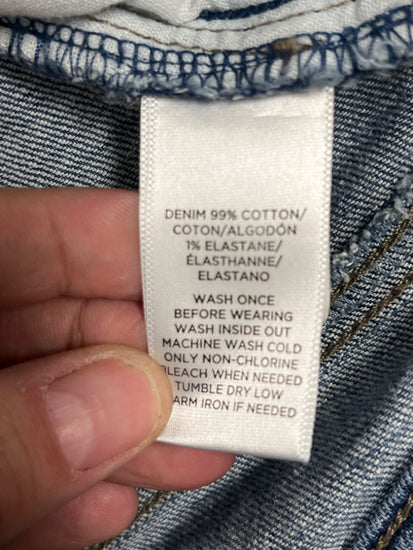 DENIM 99% COTTON/
COTON/ALGODÓN
1% ELASTANE/
ÉLASTHANNE/
ELASTANO
WASH ONCE
BEFORE WEARING
WASH INSIDE OUT
MACHINE WASH COLD
ONLY NON-CHLORINE
BLEACH WHEN NEEDED
TUMBLE DRY LOW
WARM IRON IF NEEDED